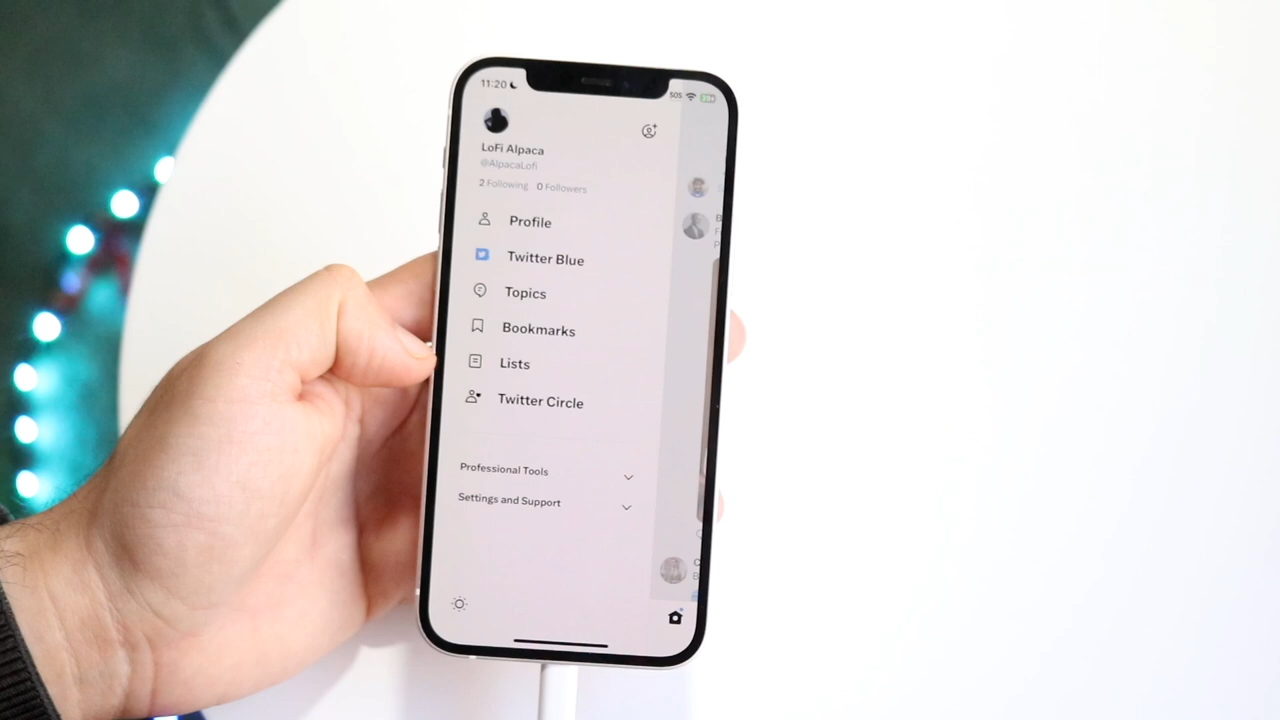 11:20
SOS
LoFi Alpaca
@AlpacaLofi
2 Following 0 Followers
Profile
Twitter Blue
Topics
Bookmarks
Lists
Twitter Circle
Professional Tools
Settings and Support